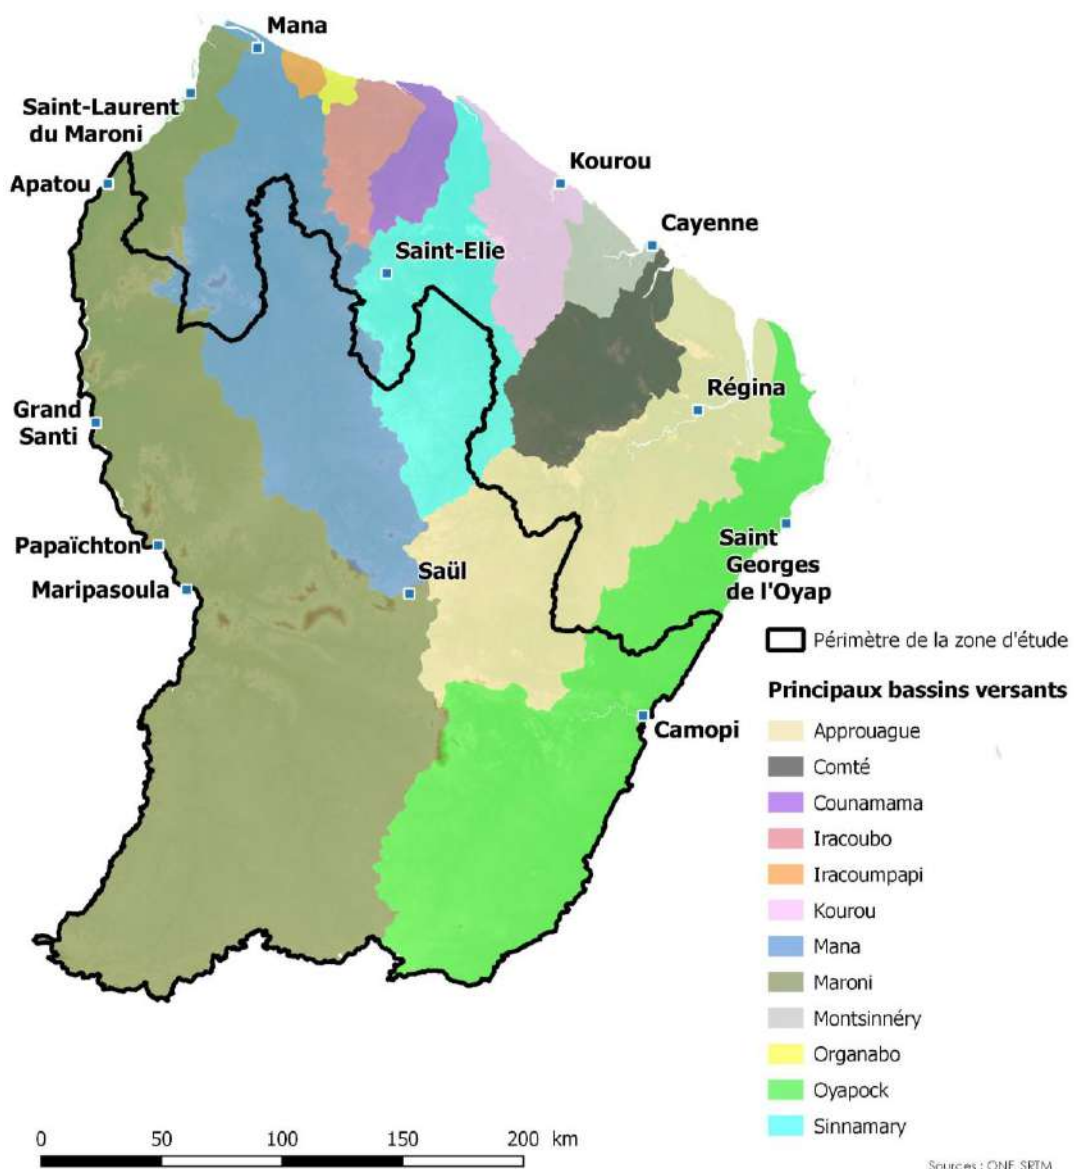 Mana
Saint-Laurent
du Maroni
Kourou
Apatou
Cayenne
Saint-Elie
Régina
Grand
Santi
Saint
Georges
de l'Oyap
Papaïchton
Saül
Maripasoula
Camopi
Périmètre de la zone d'étude
Principaux bassins versants
Approuague
Comté
Counamama
Iracoubo
Iracoumpapi
Kourou
Mana
Maroni
Montsinnéry
Organabo
Oyapock
Sinnamary
0 50 100 150 200 km
Sources : ONF, SRTM